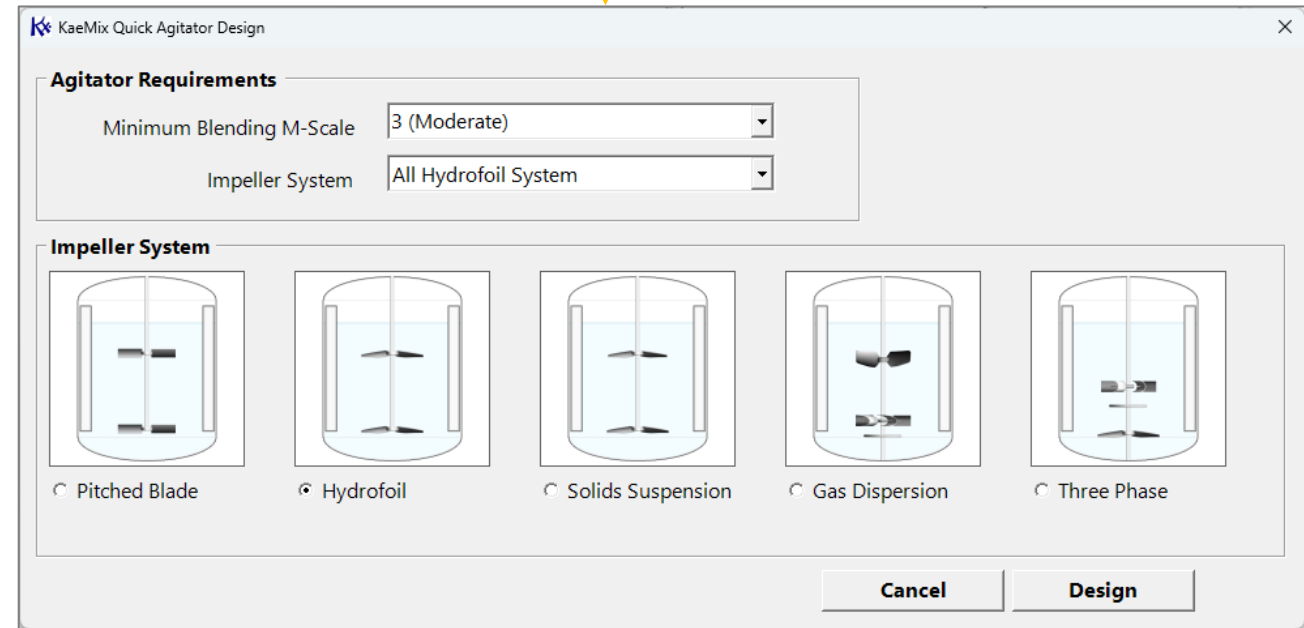 KaeMix Quick Agitator Design
Agitator Requirements
Minimum Blending M-Scale
3 (Moderate)
Impeller System
All Hydrofoil System
Impeller System
Pitched Blade
Hydrofoil
Solids Suspension
Gas Dispersion
Three Phase
Cancel
Design